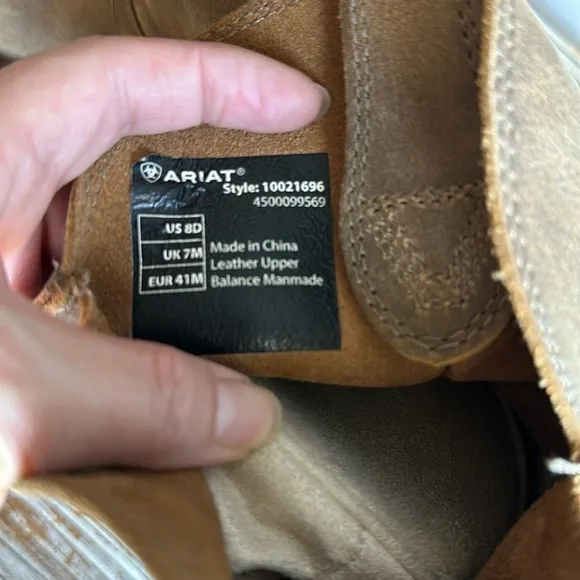 ARIAT®
Style: 10021696
4500099569
US 8D
UK 7M
EUR 41M
Made in China
Leather Upper
Balance Manmade